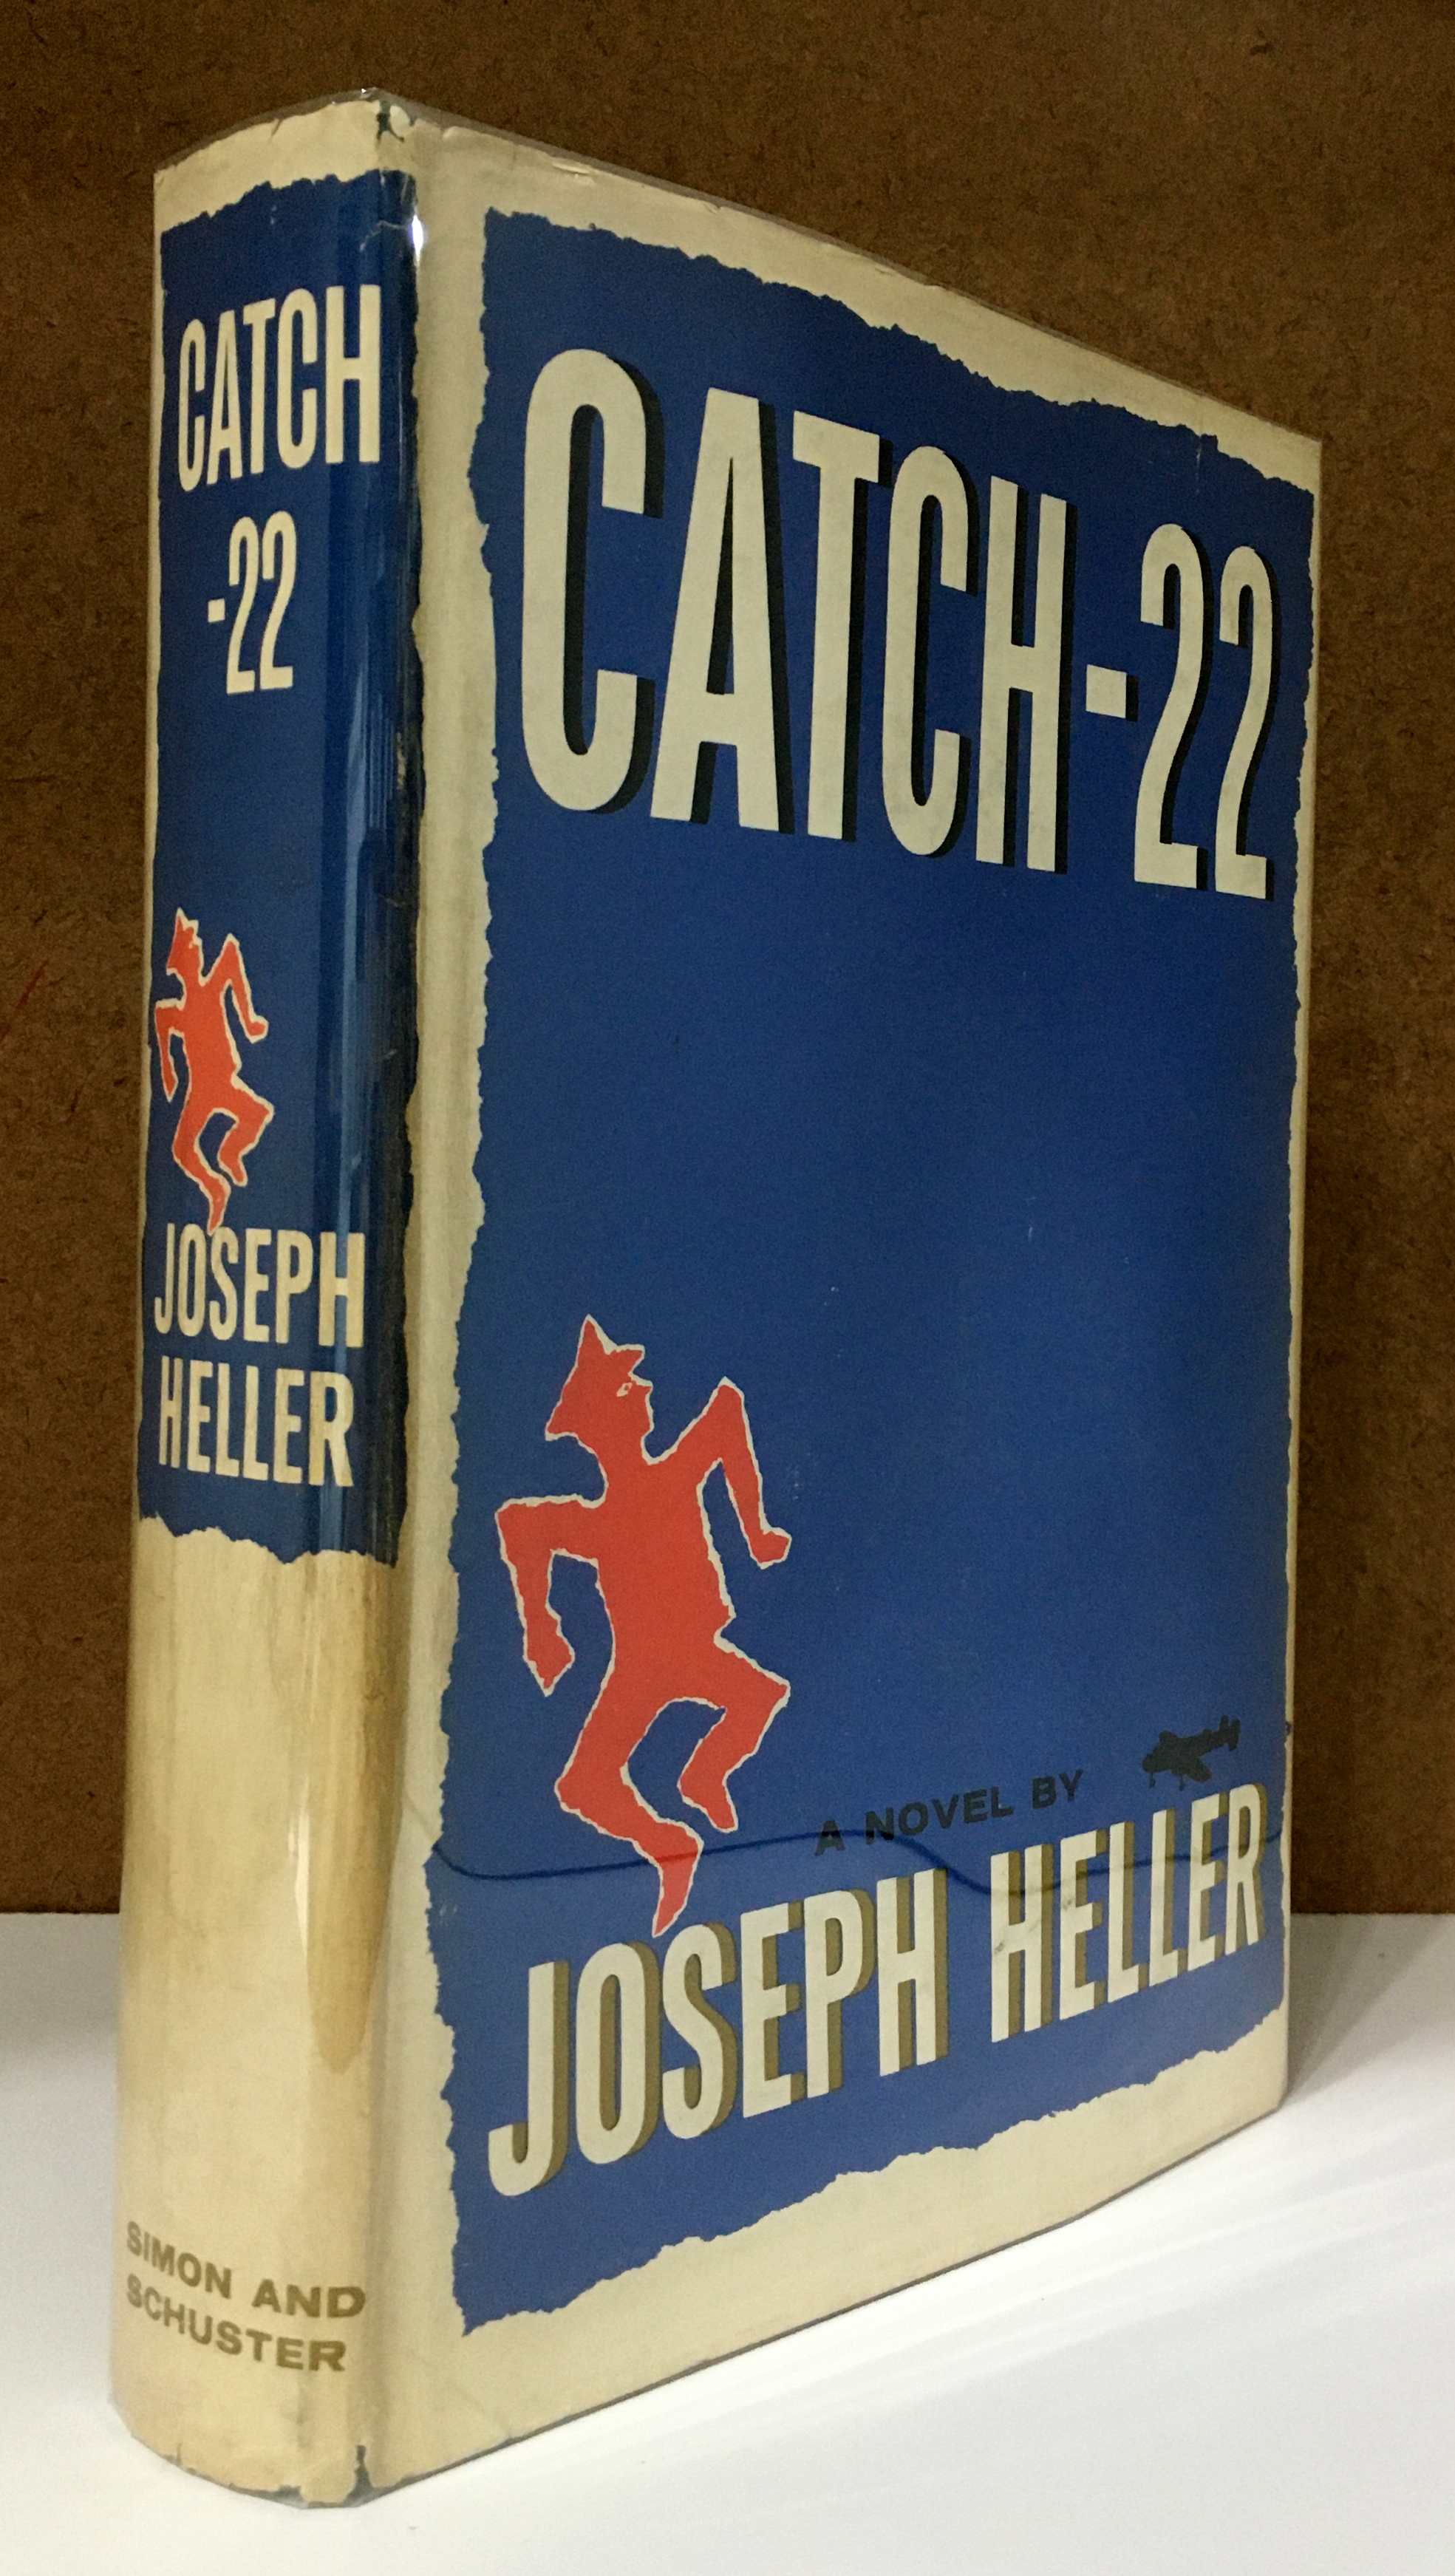 CATCH
-22
JOSEPH
HELLER
SIMON AND
SCHUSTER
CATCH-22
A NOVEL BY
JOSEPH HELLER